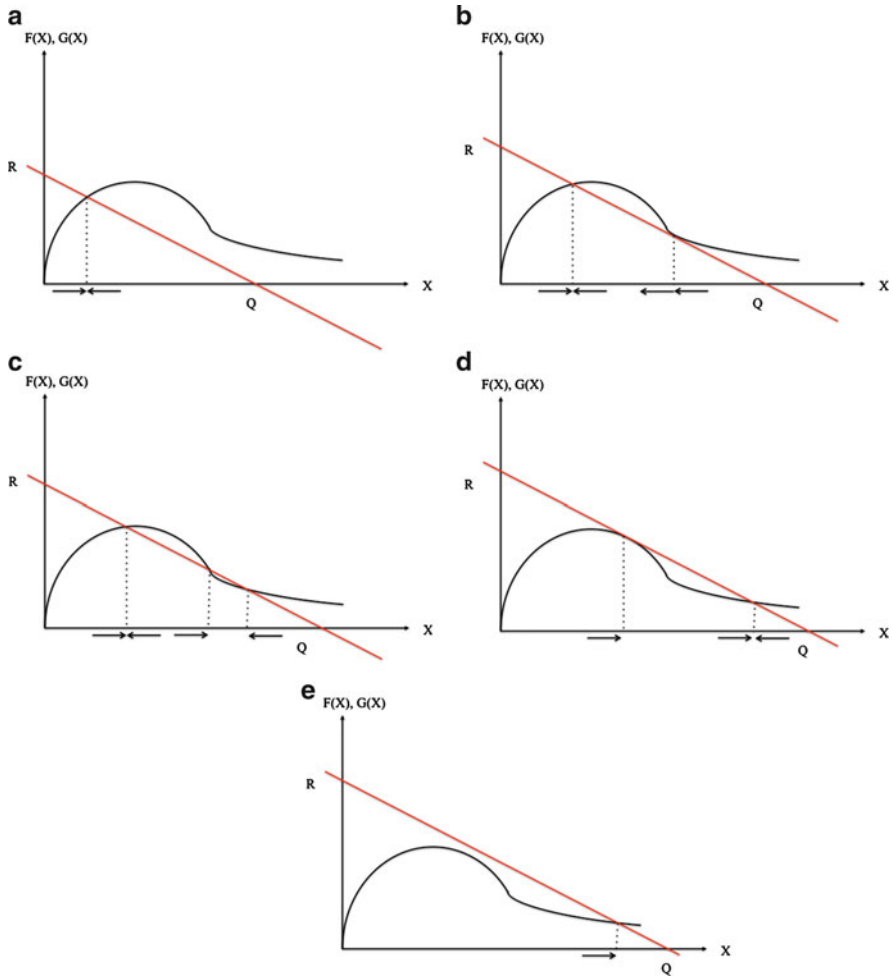 a
F(X), G(X)
R
Q
X
b
F(X), G(X)
R
Q
X
c
F(X), G(X)
R
Q
X
d
F(X), G(X)
R
Q
X
e
F(X), G(X)
R
Q
X